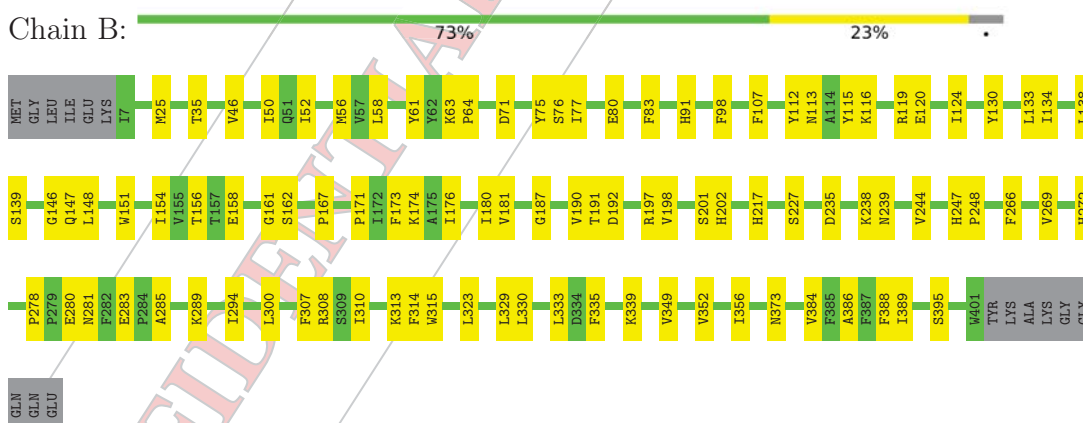 Chain B: 73% 23% •
MET GLY LEU ILE GLU LYS I7 M25 T35 V46 I50 Q51 I52 M56 V57 L58 Y61 Y62 K63 P64 D71 Y75 S76 I77 E80 F83 H91 F98 F107 Y112 N113 A114 Y115 K116 R119 E120 I124 Y130 L133 I134
S139 G146 Q147 L148 W151 I154 V155 T156 T157 E158 G161 S162 P167 P171 I172 F173 K174 A175 I176 I180 V181 G187 V190 T191 D192 R197 V198 S201 H202 H217 S227 D235 K238 N239 V244 H247 P248 F266 V269
P278 P279 E280 N281 F282 E283 P284 A285 K289 I294 L300 F307 R308 S309 I310 K313 F314 W315 L323 L329 L330 L333 D334 F335 K339 V349 V352 I356 N373 V384 F385 A386 F387 F388 I389 S395 W401 TYR LYS ALA LYS GLY GLY
GLN GLN GLU